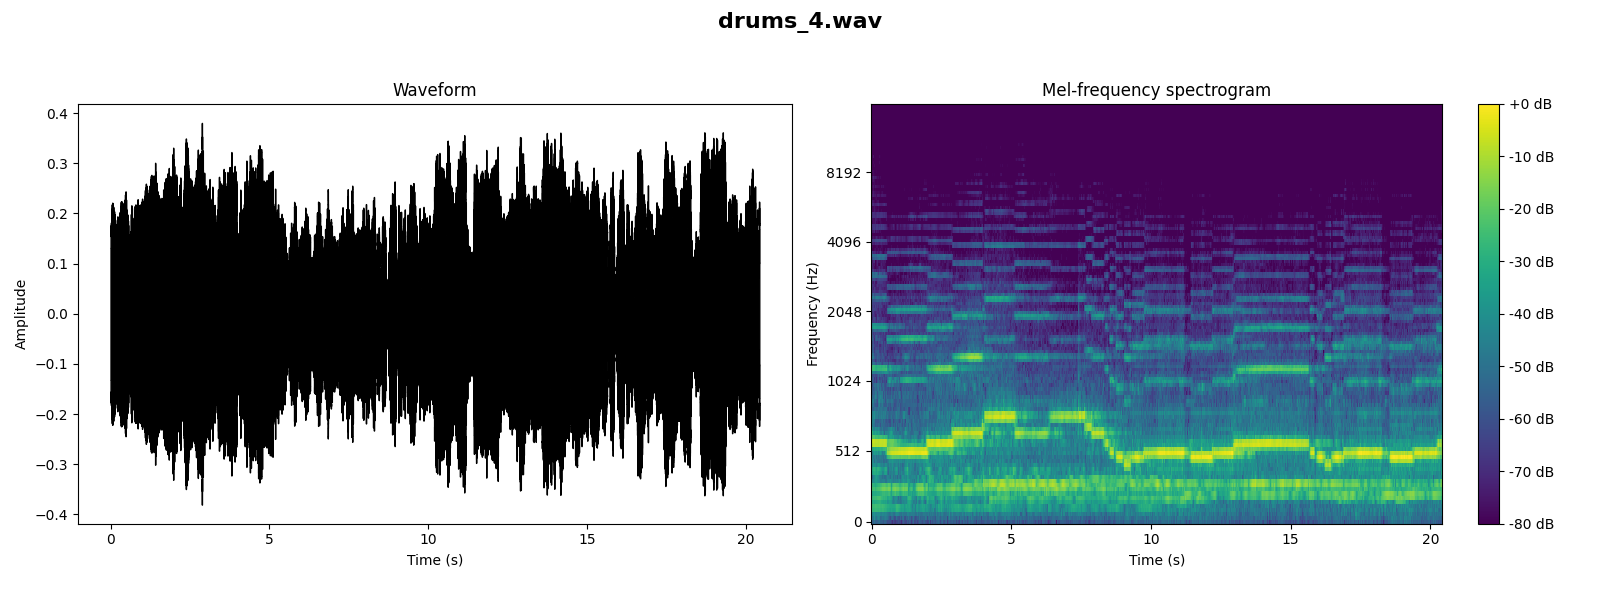 drums_4.wav
Waveform
Mel-frequency spectrogram
0.4
0.3
0.2
0.1
0.0
−0.1
−0.2
−0.3
−0.4
Amplitude
0 5 10 15 20
Time (s)
8192
4096
2048
1024
512
0
Frequency (Hz)
0 5 10 15 20
Time (s)
+0 dB
-10 dB
-20 dB
-30 dB
-40 dB
-50 dB
-60 dB
-70 dB
-80 dB